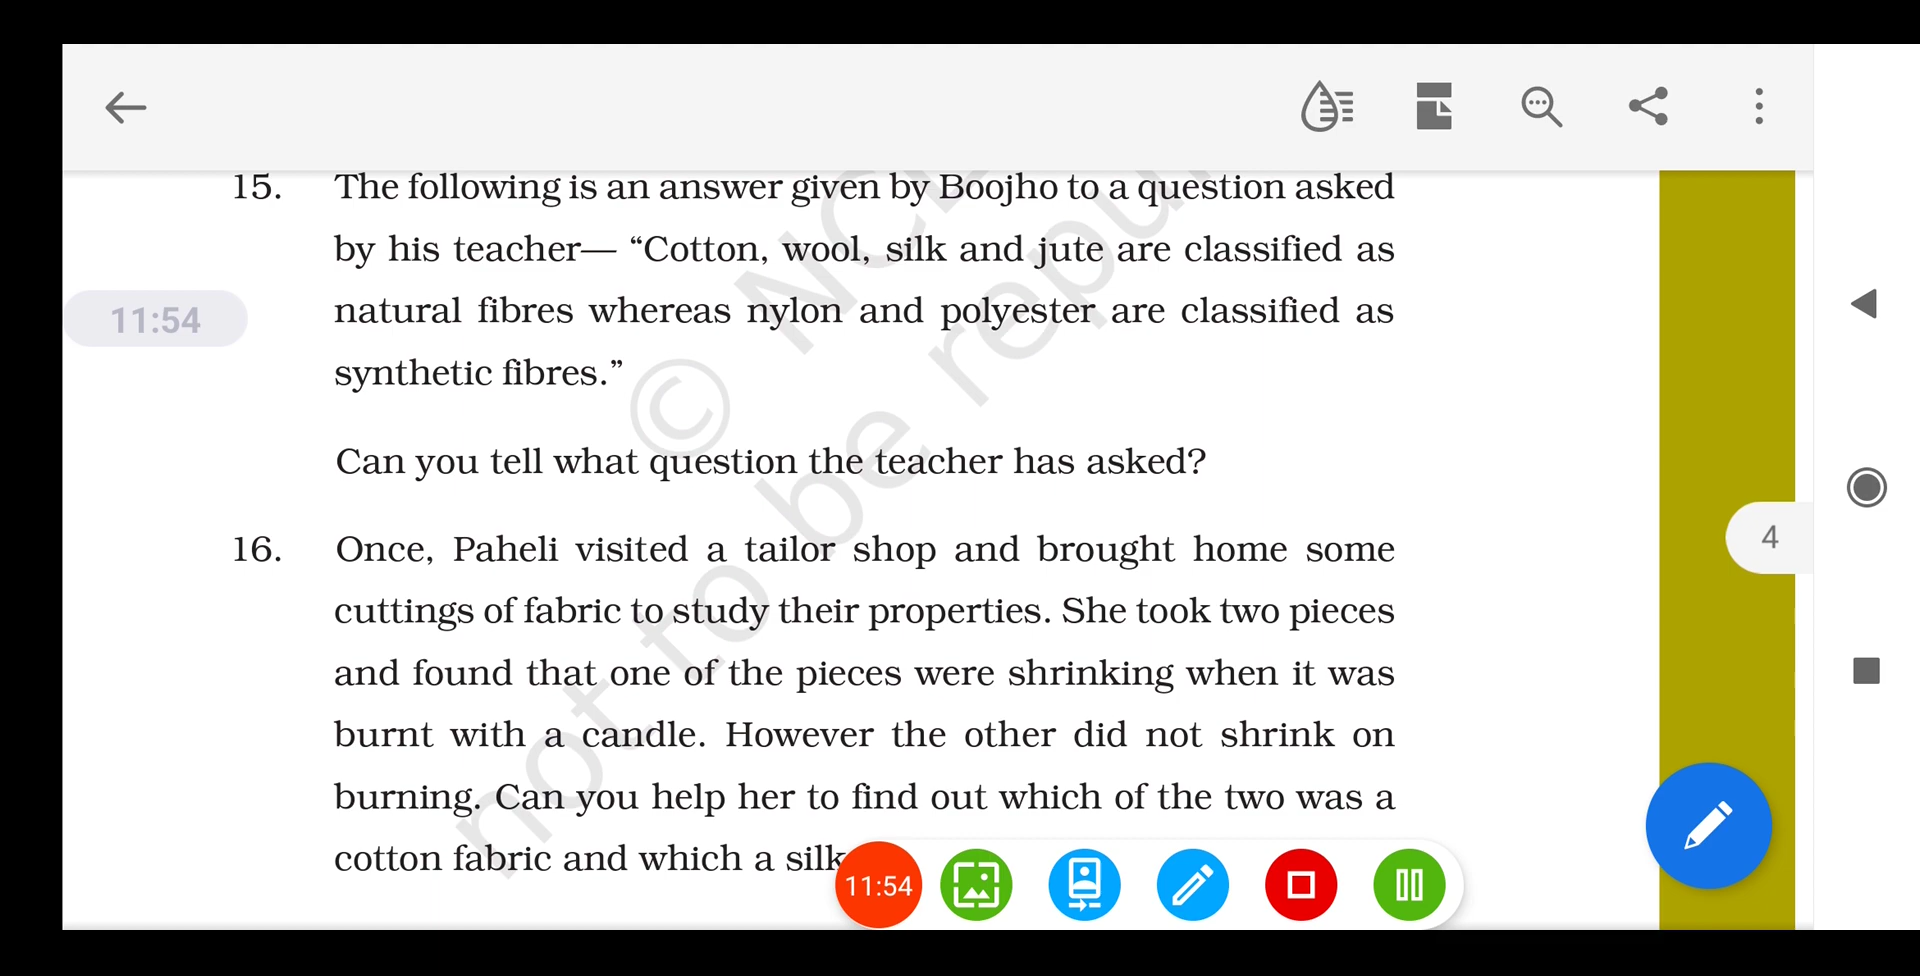 15. The following is an answer given by Boojho to a question asked
by his teacher— “Cotton, wool, silk and jute are classified as
11:54
natural fibres whereas nylon and polyester are classified as
synthetic fibres.”
Can you tell what question the teacher has asked?
4
16. Once, Paheli visited a tailor shop and brought home some
cuttings of fabric to study their properties. She took two pieces
and found that one of the pieces were shrinking when it was
burnt with a candle. However the other did not shrink on
burning. Can you help her to find out which of the two was a
cotton fabric and which a silk
11:54
©
not to be